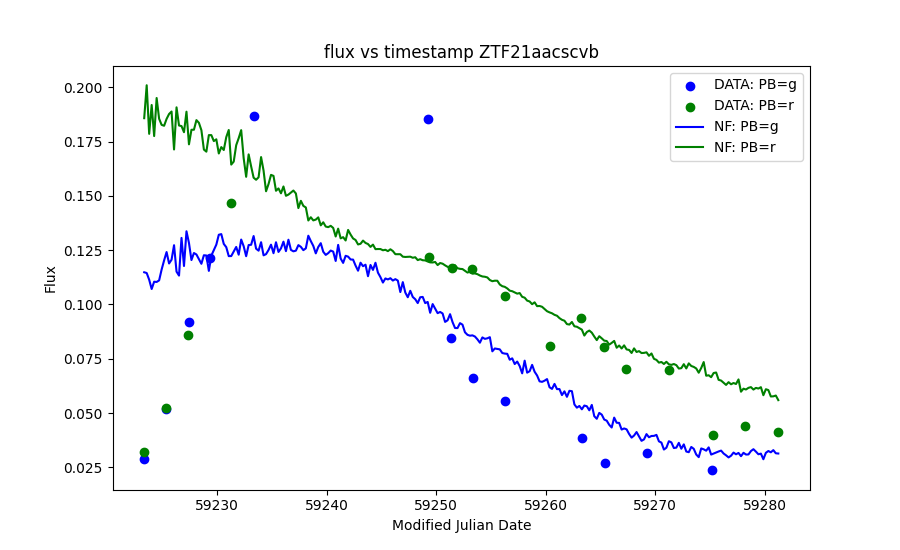 flux vs timestamp ZTF21aacscvb
DATA: PB=g
DATA: PB=r
NF: PB=g
NF: PB=r
0.200
0.175
0.150
0.125
0.100
0.075
0.050
0.025
Flux
59230
59240
59250
59260
59270
59280
Modified Julian Date